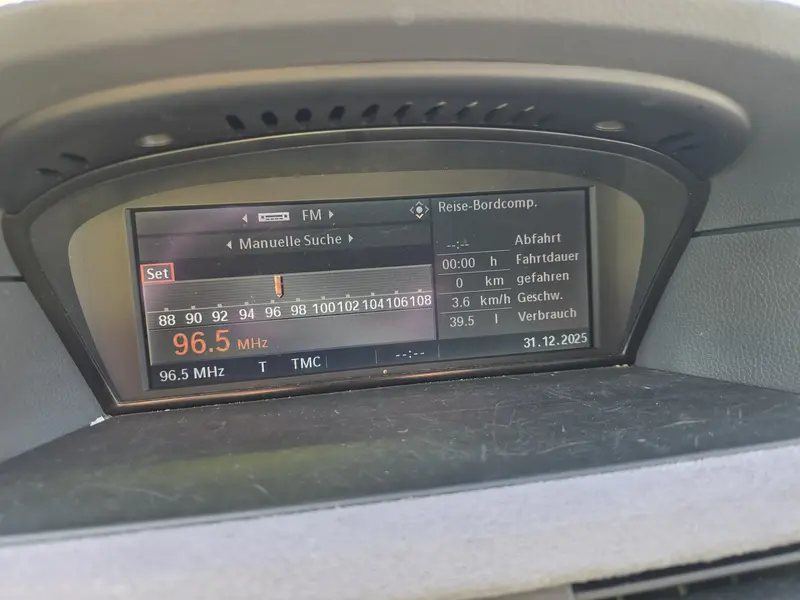 FM
Manuelle Suche
Set
88 90 92 94 96 98 100 102 104 106 108
96.5 MHz
96.5 MHz T TMC --:--
Reise-Bordcomp.
--:-- Abfahrt
00:00 h Fahrtdauer
0 km gefahren
3.6 km/h Geschw.
39.5 l Verbrauch
31.12.2025